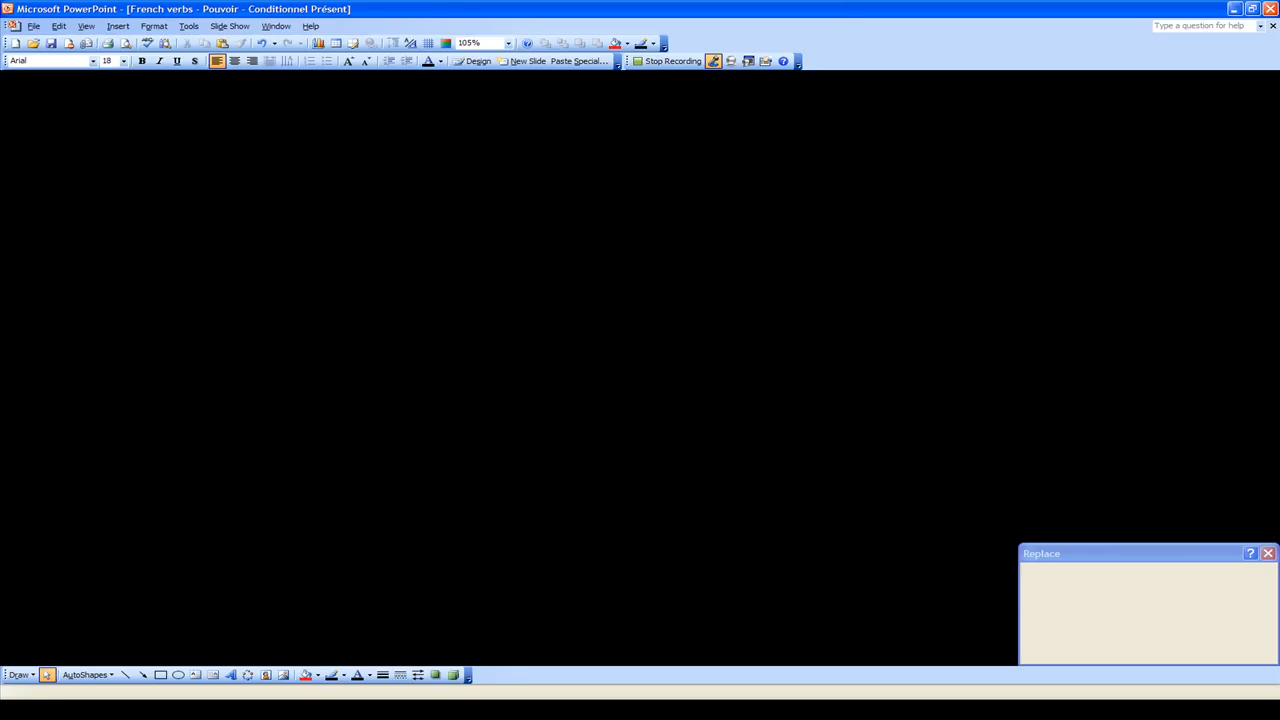 Microsoft PowerPoint - [French verbs - Pouvoir - Conditionnel Présent]
File Edit View Insert Format Tools Slide Show Window Help Type a question for help
105%
Arial 18 B I U S A A A Design New Slide Paste Special... Stop Recording
Replace
Draw AutoShapes A A